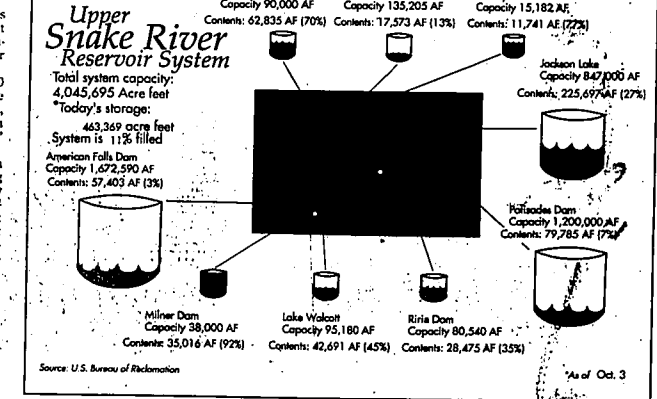 Upper
Snake River
Reservoir System
Total system capacity:
4,045,695 Acre feet
*Today's storage:
463,369 acre feet
System is 11% filled
Capacity 90,000 AF
Contents: 62,835 AF (70%)
Capacity 135,205 AF
Contents: 17,573 AF (13%)
Capacity 15,182 AF
Contents: 11,741 AF (77%)
Jackson Lake
Capacity 847,000 AF
Contents: 225,697 AF (27%)
American Falls Dam
Capacity 1,672,590 AF
Contents: 57,403 AF (3%)
Palisades Dam
Capacity 1,200,000 AF
Contents: 79,785 AF (7%)
Milner Dam
Capacity 38,000 AF
Contents: 35,016 AF (92%)
Lake Walcott
Capacity 95,180 AF
Contents: 42,691 AF (45%)
Ririe Dam
Capacity 80,540 AF
Contents: 28,475 AF (35%)
Source: U.S. Bureau of Reclamation
*As of Oct. 3